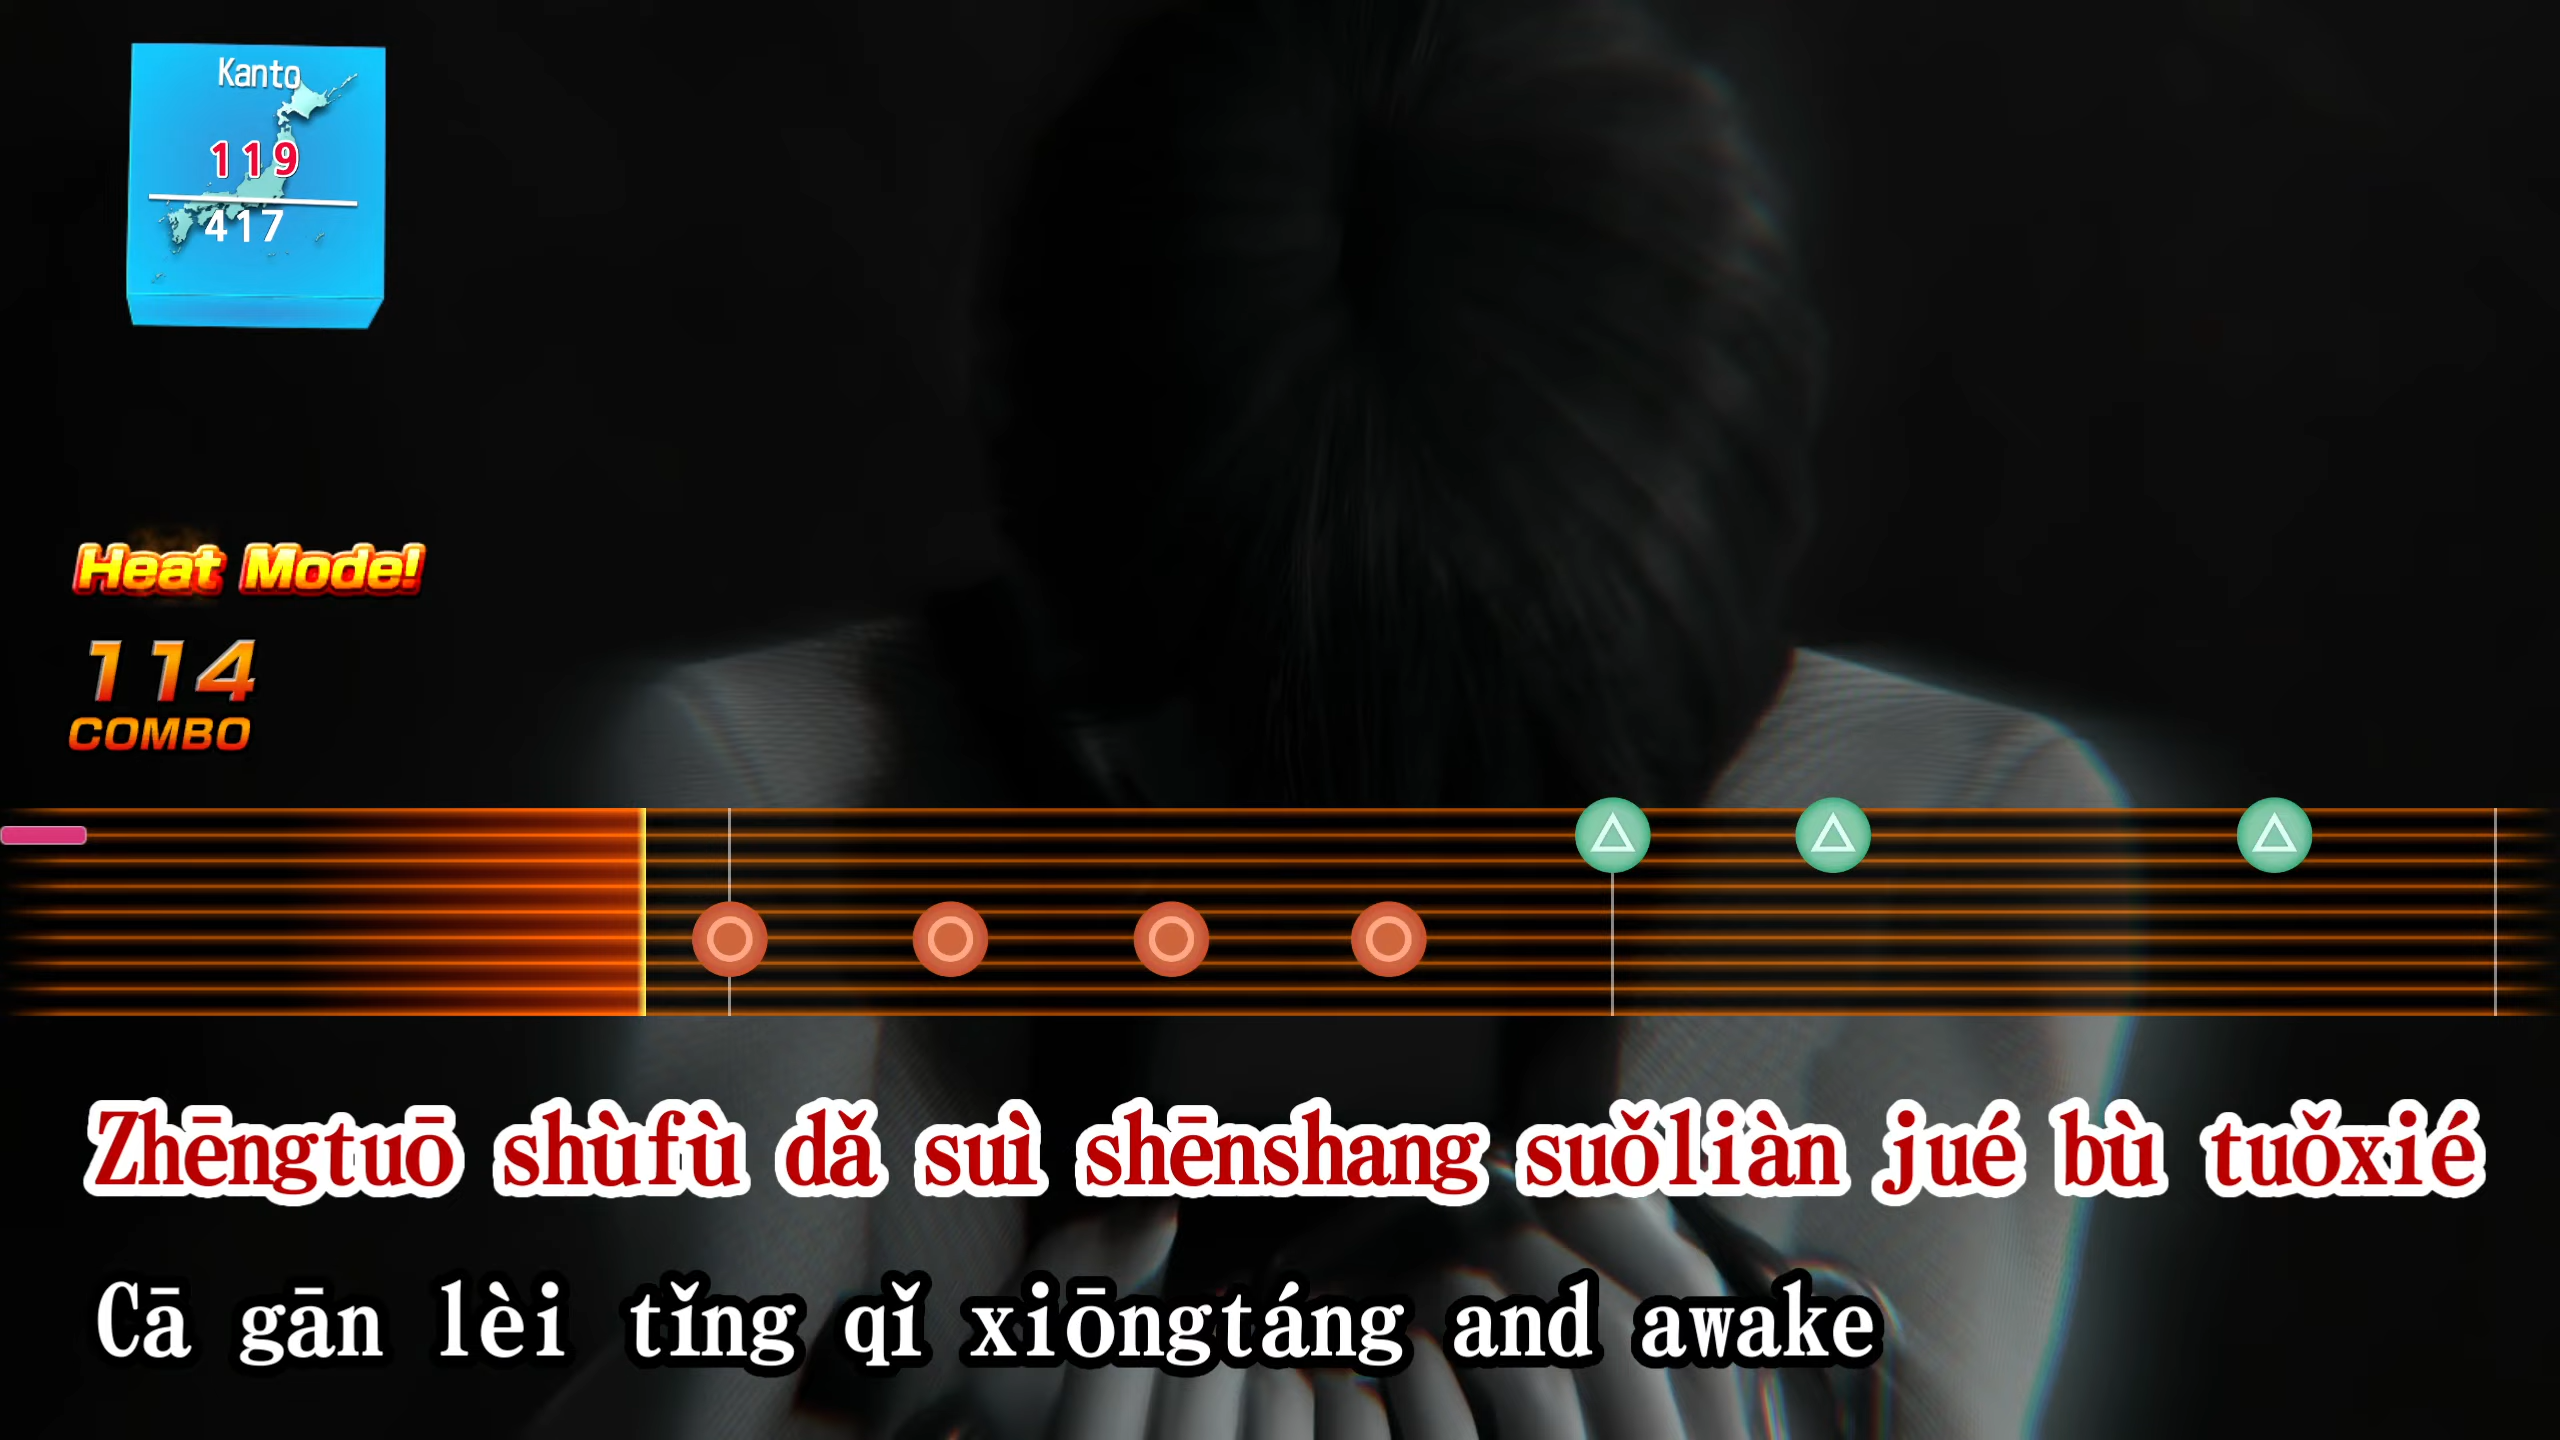 Kanto
119
417
Heat Mode!
114
COMBO
Zhēngtuō shùfù dǎ suì shēnshang suǒliàn jué bù tuǒxié
Cā gān lèi tǐng qǐ xiōngtáng and awake